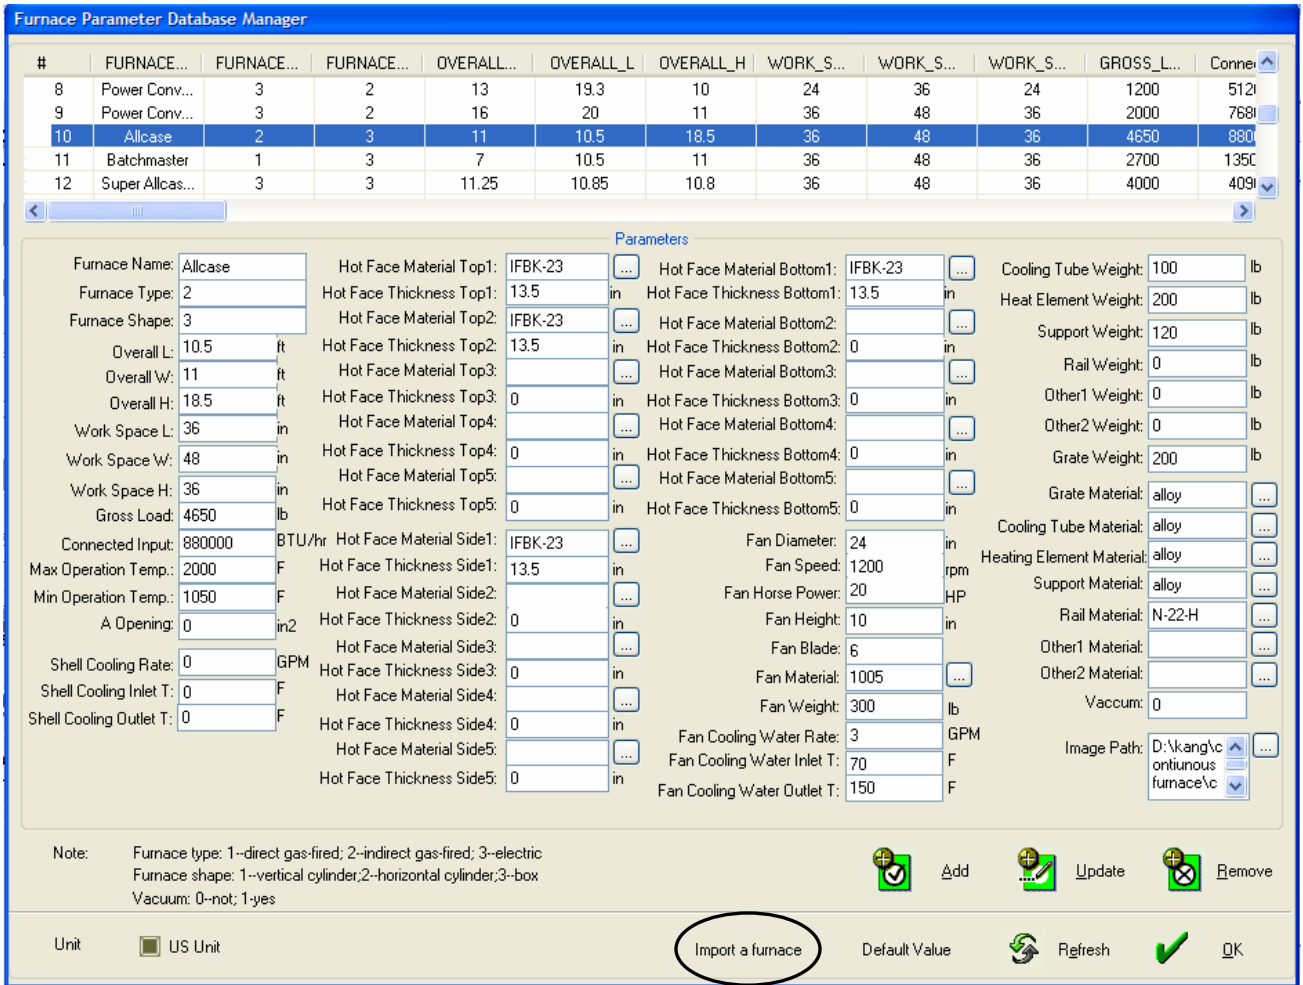 Furnace Parameter Database Manager
# FURNACE... FURNACE... FURNACE... OVERALL... OVERALL_L OVERALL_H WORK_S... WORK_S... WORK_S... GROSS_L... Connec
8 Power Conv... 3 2 13 19.3 10 24 36 24 1200 512
9 Power Conv... 3 2 16 20 11 36 48 36 2000 768
10 Allcase 2 3 11 10.5 18.5 36 48 36 4650 880
11 Batchmaster 1 3 7 10.5 11 36 48 36 2700 1350
12 Super Allcas... 3 3 11.25 10.85 10.8 36 48 36 4000 409
Parameters
Furnace Name: Allcase Hot Face Material Top1: IFBK-23 ... Hot Face Material Bottom1: IFBK-23 ... Cooling Tube Weight: 100 lb
Furnace Type: 2 Hot Face Thickness Top1: 13.5 in Hot Face Thickness Bottom1: 13.5 in Heat Element Weight: 200 lb
Furnace Shape: 3 Hot Face Material Top2: IFBK-23 ... Hot Face Material Bottom2: ... Support Weight: 120 lb
Overall L: 10.5 ft Hot Face Thickness Top2: 13.5 in Hot Face Thickness Bottom2: 0 in Rail Weight: 0 lb
Overall W: 11 ft Hot Face Material Top3: ... Hot Face Material Bottom3: ...
Overall H: 18.5 ft Hot Face Thickness Top3: 0 in Hot Face Thickness Bottom3: 0 in Other1 Weight: 0 lb
Work Space L: 36 in Hot Face Material Top4: ... Hot Face Material Bottom4: ... Other2 Weight: 0 lb
Work Space W: 48 in Hot Face Thickness Top4: 0 in Hot Face Thickness Bottom4: 0 in Grate Weight: 200 lb
Work Space H: 36 in Hot Face Material Top5: ... Hot Face Material Bottom5: ... Grate Material: alloy ...
Gross Load: 4650 lb Hot Face Thickness Top5: 0 in Hot Face Thickness Bottom5: 0 in Cooling Tube Material: alloy ...
Connected Input: 880000 BTU/hr Hot Face Material Side1: IFBK-23 ... Fan Diameter: 24 in Heating Element Material: alloy ...
Max Operation Temp.: 2000 F Hot Face Thickness Side1: 13.5 in Fan Speed: 1200 rpm Support Material: alloy ...
Min Operation Temp.: 1050 F Hot Face Material Side2: ... Fan Horse Power: 20 HP
A Opening: 0 in2 Hot Face Thickness Side2: 0 in Fan Height: 10 in Rail Material: N-22-H ...
Hot Face Material Side3: ... Fan Blade: 6 Other1 Material: ...
Shell Cooling Rate: 0 GPM Hot Face Thickness Side3: 0 in Fan Material: 1005 ... Other2 Material: ...
Shell Cooling Inlet T: 0 F Hot Face Material Side4: ... Fan Weight: 300 lb Vaccum: 0
Shell Cooling Outlet T: 0 F Hot Face Thickness Side4: 0 in Fan Cooling Water Rate: 3 GPM
Hot Face Material Side5: ... Fan Cooling Water Inlet T: 70 F Image Path: D:\kang\c ...
ontiunous
Hot Face Thickness Side5: 0 in Fan Cooling Water Outlet T: 150 F furnace\c
Note: Furnace type: 1--direct gas-fired; 2--indirect gas-fired; 3--electric
Furnace shape: 1--vertical cylinder;2--horizontal cylinder;3--box
Vacuum: 0--not; 1-yes
Add Update Remove
Unit US Unit Import a furnace Default Value Refresh OK